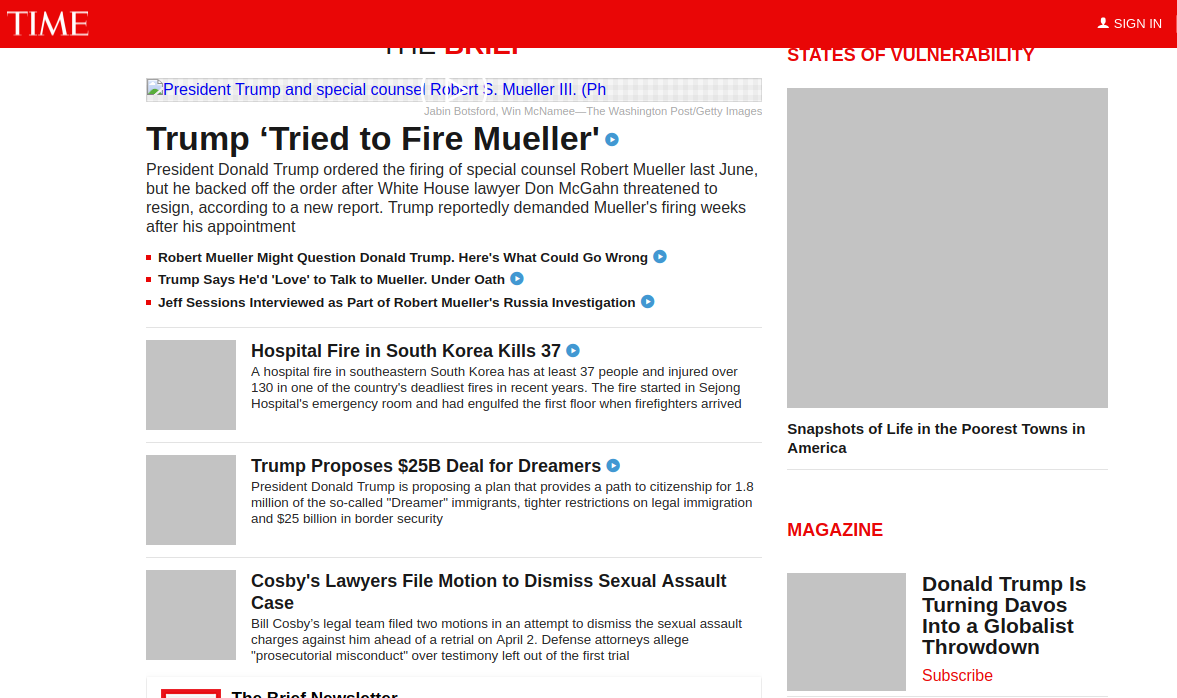 TIME
SIGN IN
THE BRIEF
President Trump and special counsel Robert S. Mueller III. (Ph
Jabin Botsford, Win McNamee—The Washington Post/Getty Images
Trump ‘Tried to Fire Mueller'
President Donald Trump ordered the firing of special counsel Robert Mueller last June,
but he backed off the order after White House lawyer Don McGahn threatened to
resign, according to a new report. Trump reportedly demanded Mueller's firing weeks
after his appointment
Robert Mueller Might Question Donald Trump. Here's What Could Go Wrong
Trump Says He'd 'Love' to Talk to Mueller. Under Oath
Jeff Sessions Interviewed as Part of Robert Mueller's Russia Investigation
Hospital Fire in South Korea Kills 37
A hospital fire in southeastern South Korea has at least 37 people and injured over
130 in one of the country's deadliest fires in recent years. The fire started in Sejong
Hospital's emergency room and had engulfed the first floor when firefighters arrived
Trump Proposes $25B Deal for Dreamers
President Donald Trump is proposing a plan that provides a path to citizenship for 1.8
million of the so-called "Dreamer" immigrants, tighter restrictions on legal immigration
and $25 billion in border security
Cosby's Lawyers File Motion to Dismiss Sexual Assault
Case
Bill Cosby’s legal team filed two motions in an attempt to dismiss the sexual assault
charges against him ahead of a retrial on April 2. Defense attorneys allege
"prosecutorial misconduct" over testimony left out of the first trial
The Brief Newsletter
STATES OF VULNERABILITY
Snapshots of Life in the Poorest Towns in
America
MAGAZINE
Donald Trump Is
Turning Davos
Into a Globalist
Throwdown
Subscribe